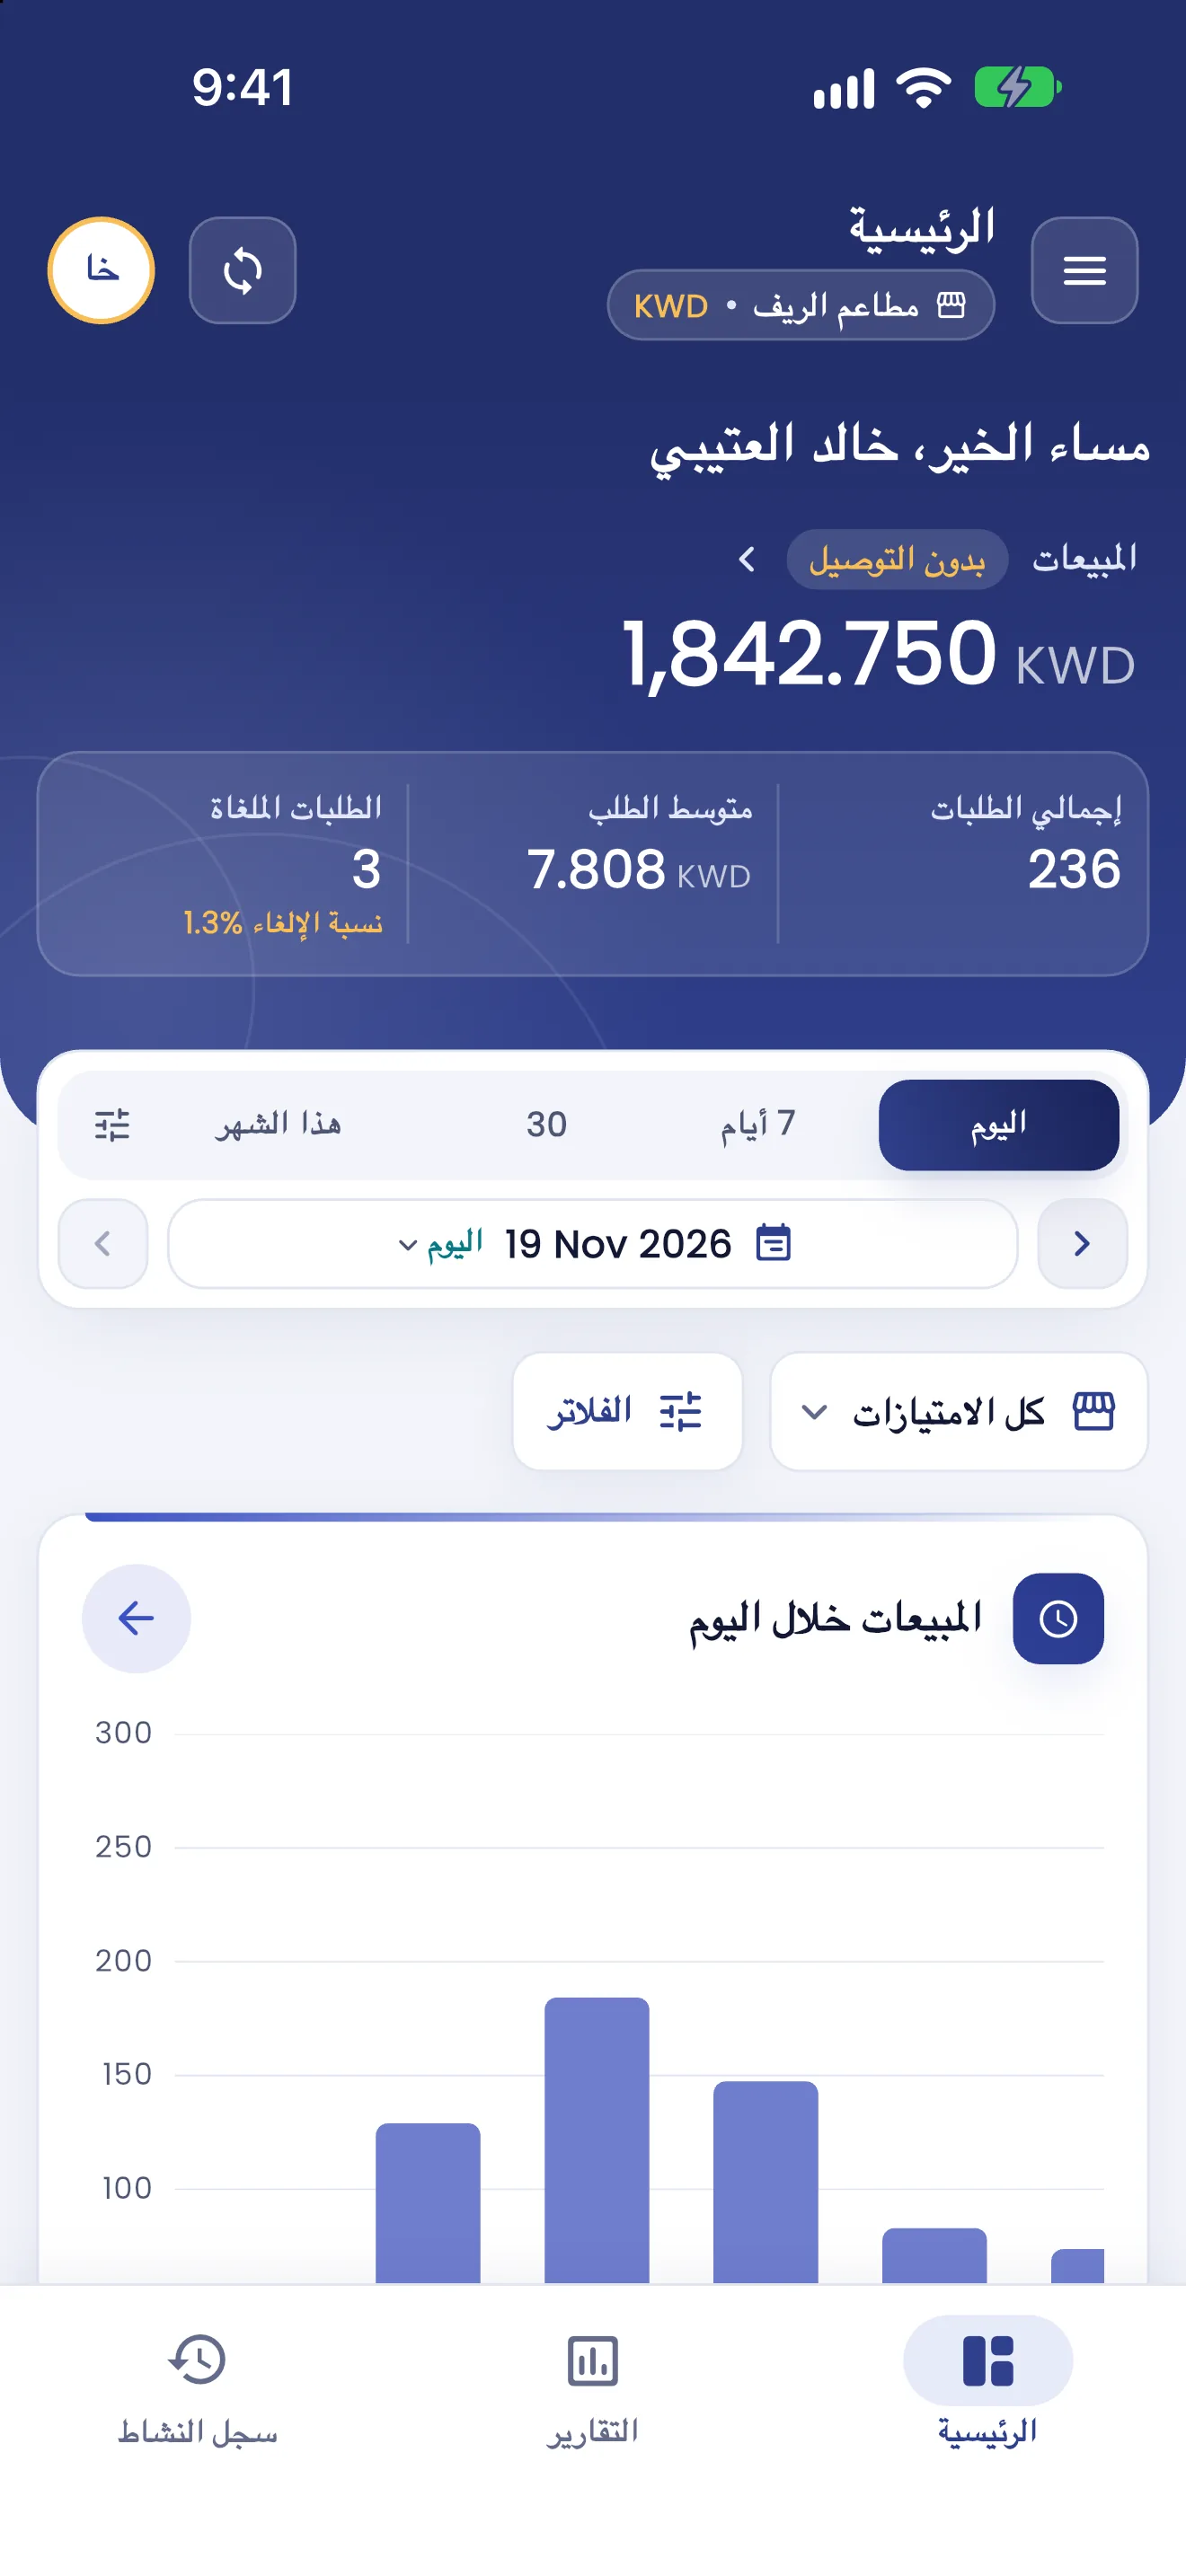 9:41
الرئيسية
مطاعم الريف • KWD
خا
مساء الخير، خالد العتيبي
المبيعات بدون التوصيل
1,842.750 KWD
إجمالي الطلبات
236
متوسط الطلب
7.808 KWD
الطلبات الملغاة
3
نسبة الإلغاء 1.3%
اليوم
7 أيام
30
هذا الشهر
19 Nov 2026 اليوم
كل الامتيازات
الفلاتر
المبيعات خلال اليوم
300
250
200
150
100
الرئيسية
التقارير
سجل النشاط